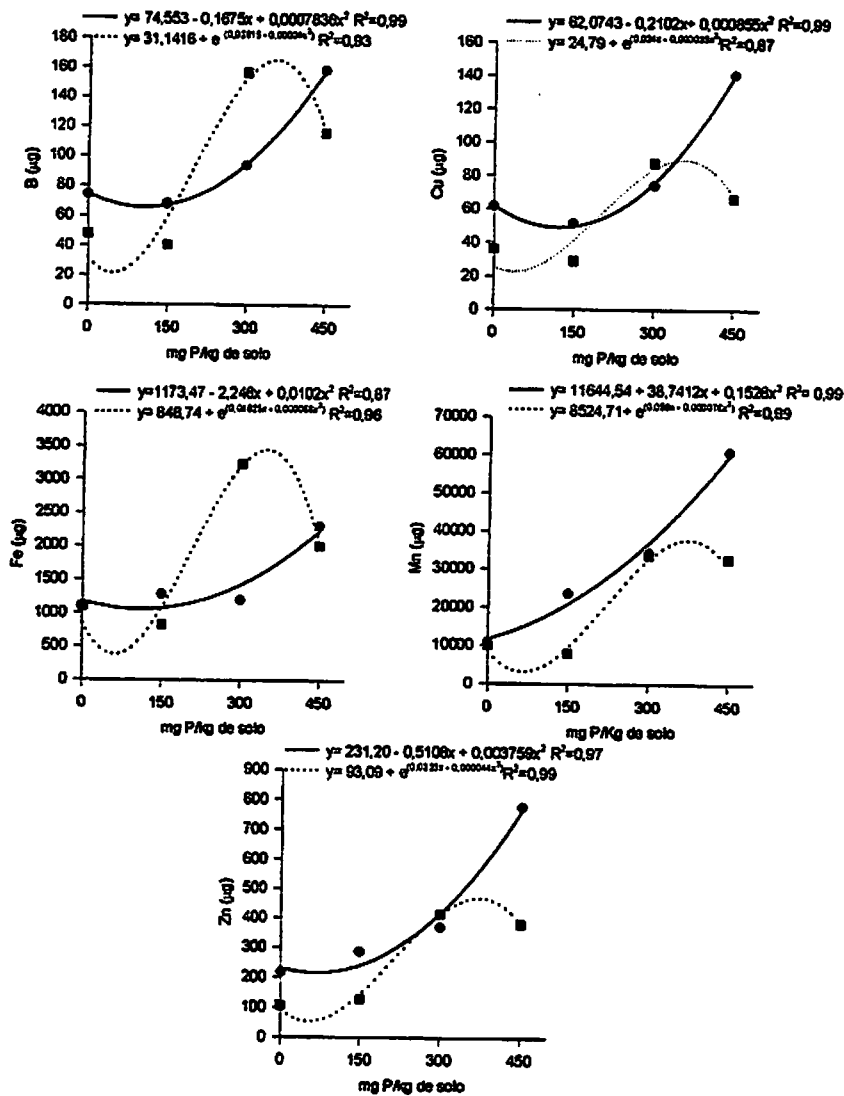 y= 74,553 - 0,1675x + 0,0007836x² R²=0,99
y= 31,1416 + e R²=0,93
180
160
140
120
100
80
60
40
20
0
B (µg)
0 150 300 450
mg P/kg de solo
y= 62,0743 - 0,2102x + 0,000855x² R²=0,99
y= 24,79 + e R²=0,87
160
140
120
100
80
60
40
20
0
Cu (µg)
0 150 300 450
mg P/kg de solo
y=1173,47 - 2,246x + 0,0102x² R²=0,87
y= 848,74 + e R²=0,96
4000
3500
3000
2500
2000
1500
1000
500
0
Fe (µg)
0 150 300 450
mg P/kg de solo
y= 11644,54 + 38,7412x + 0,1526x² R²= 0,99
y= 8524,71+ e R²=0,89
70000
60000
50000
40000
30000
20000
10000
0
Mn (µg)
0 150 300 450
mg P/Kg de solo
y= 231,20 - 0,5108x + 0,003759x² R²=0,97
y= 93,09 + e R²=0,99
900
800
700
600
500
400
300
200
100
0
Zn (µg)
0 150 300 450
mg P/kg de solo